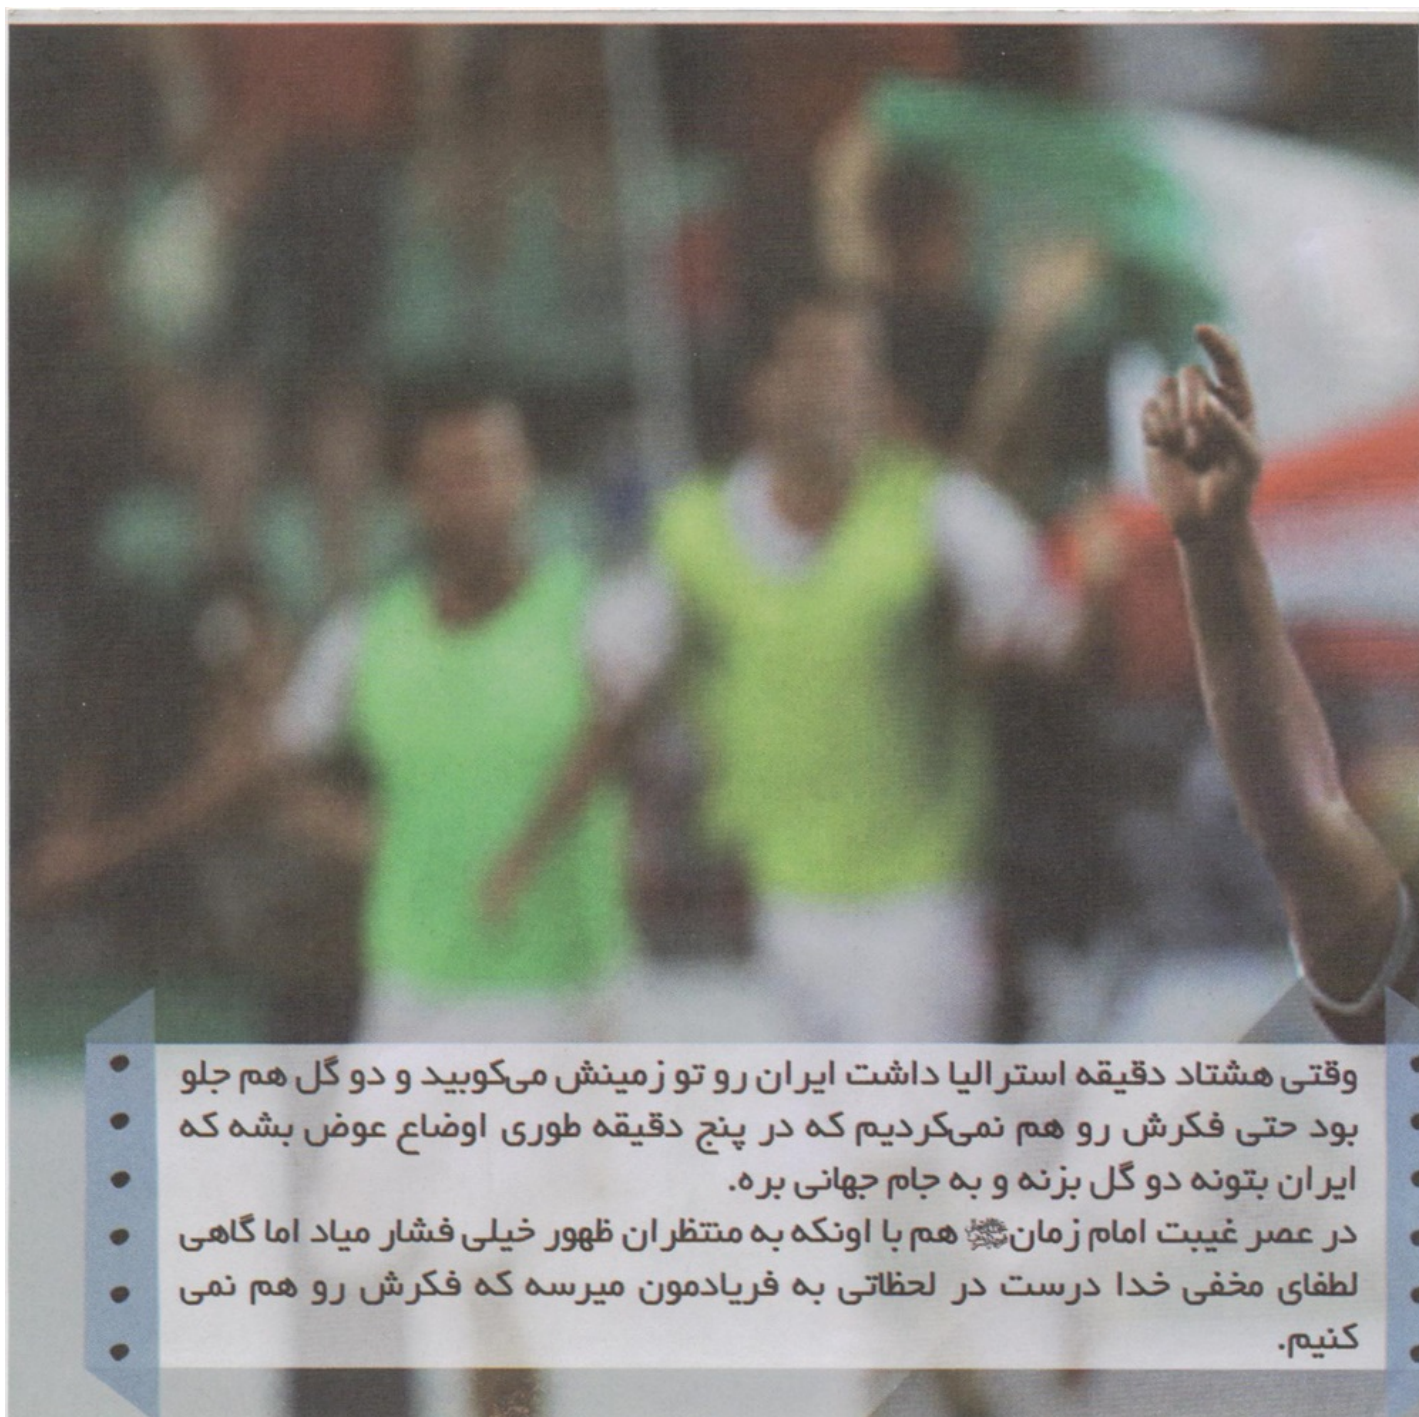 وقتی هشتاد دقیقه استرالیا داشت ایران رو تو زمینش می‌کوبید و دو گل هم جلو
بود حتی فکرش رو هم نمی‌کردیم که در پنج دقیقه طوری اوضاع عوض بشه که
ایران بتونه دو گل بزنه و به جام جهانی بره.
در عصر غیبت امام زمان هم با اونکه به منتظران ظهور خیلی فشار میاد اما گاهی
لطفای مخفی خدا درست در لحظاتی به فریادمون میرسه که فکرش رو هم نمی
کنیم.